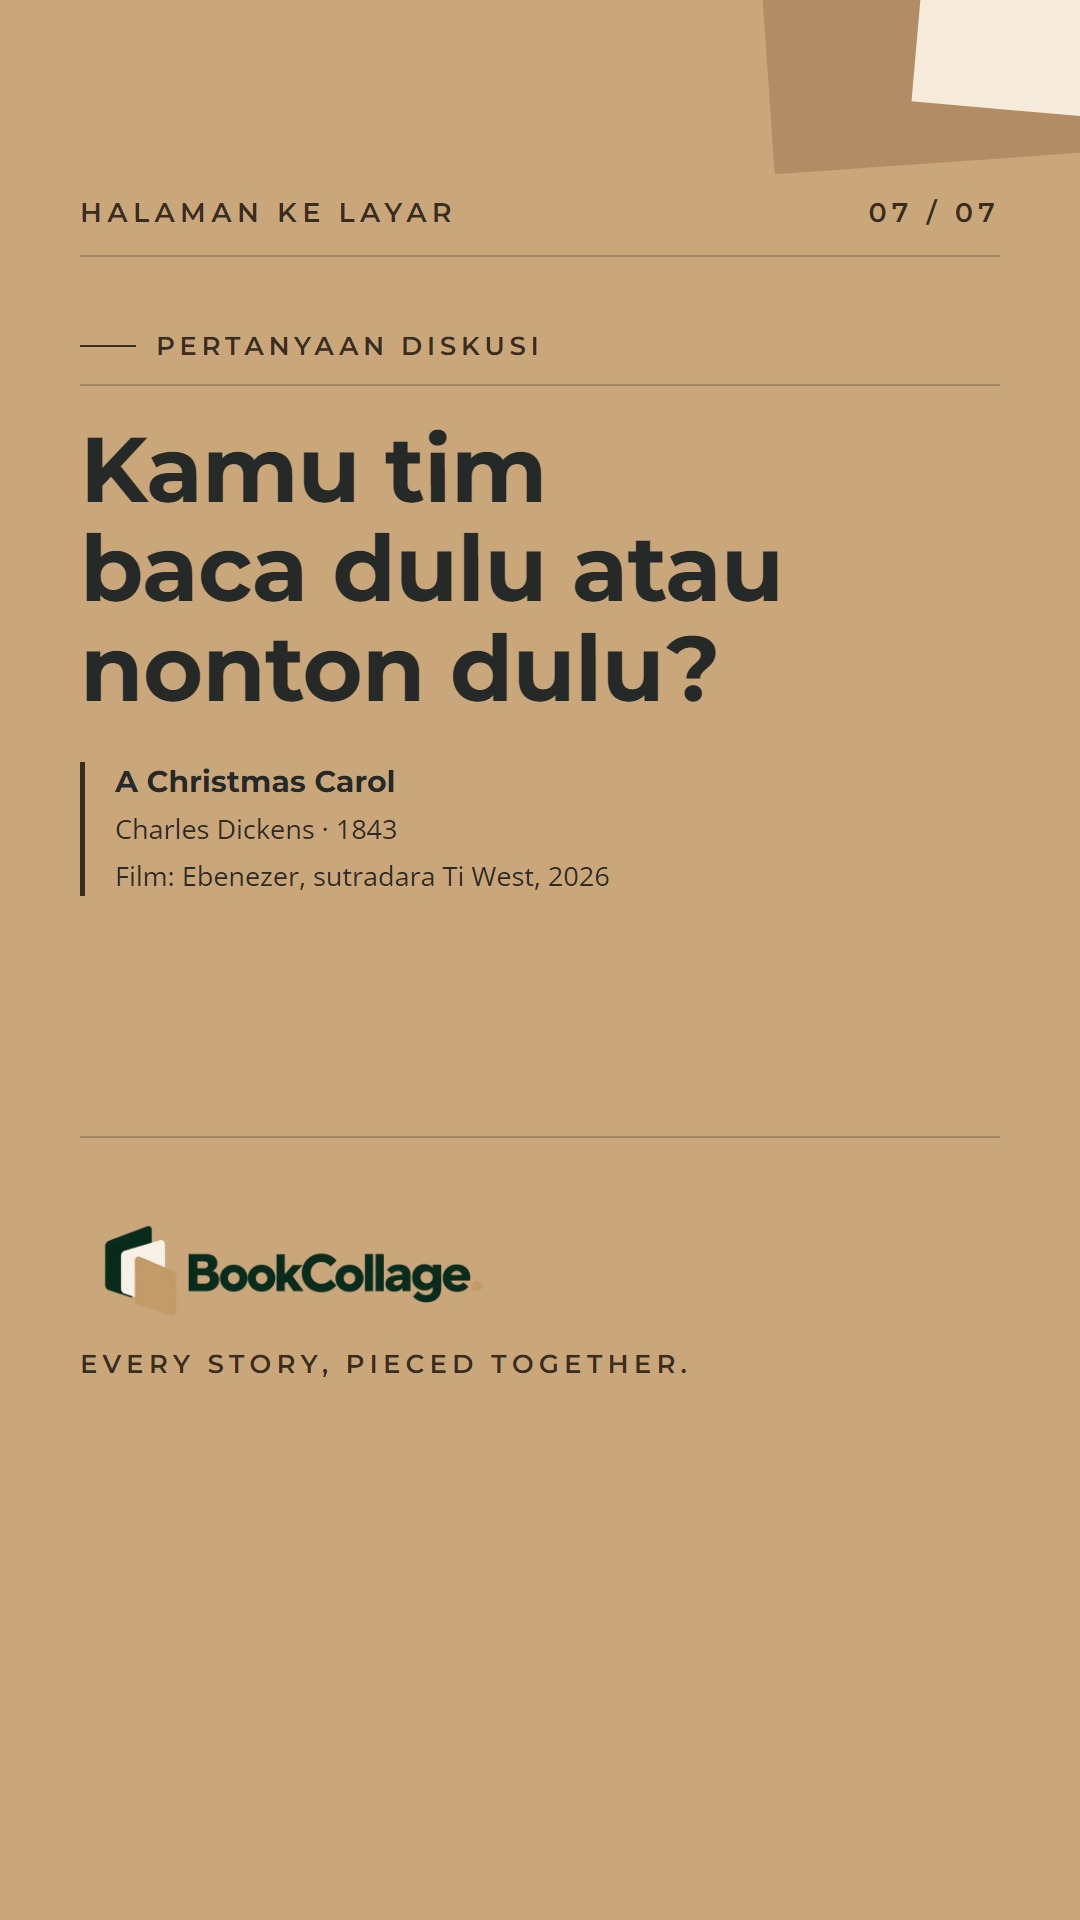 HALAMAN KE LAYAR 07 / 07
PERTANYAAN DISKUSI
Kamu tim
baca dulu atau
nonton dulu?
A Christmas Carol
Charles Dickens · 1843
Film: Ebenezer, sutradara Ti West, 2026
BookCollage.
EVERY STORY, PIECED TOGETHER.